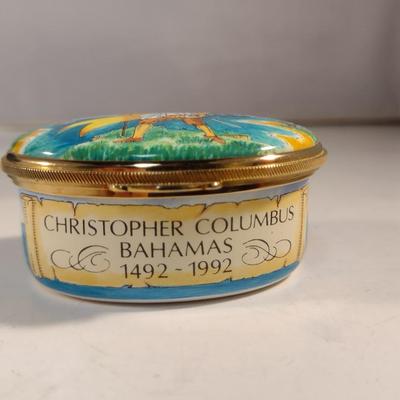 CHRISTOPHER COLUMBUS
BAHAMAS
1492 - 1992